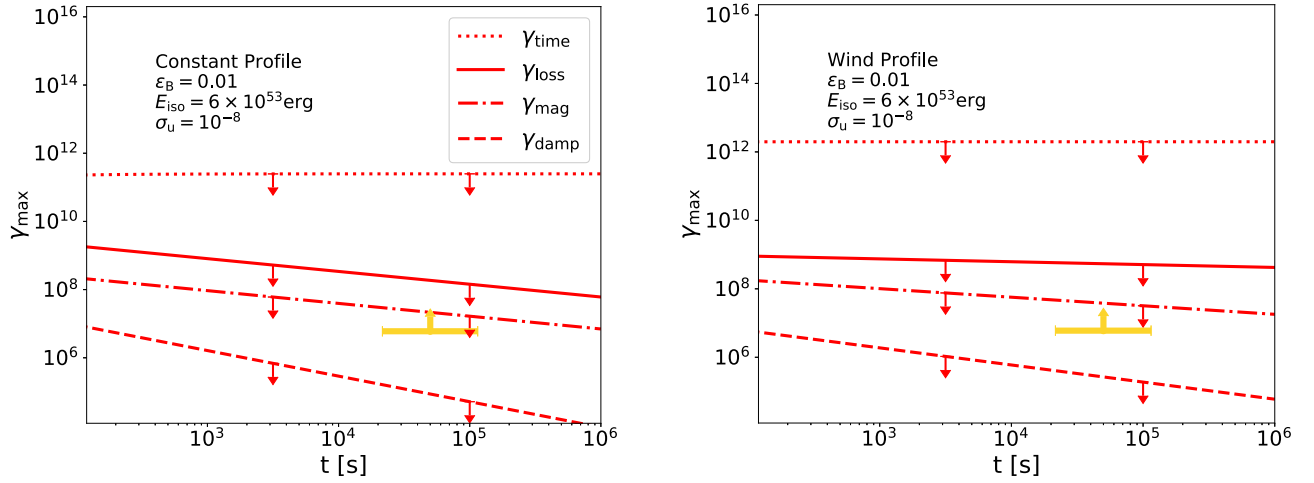 10^16
10^14
10^12
10^10
10^8
10^6
γ_max
Constant Profile
ε_B = 0.01
E_iso = 6 × 10^53 erg
σ_u = 10^−8
γ_time
γ_loss
γ_mag
γ_damp
10^3 10^4 10^5 10^6
t [s]
10^16
10^14
10^12
10^10
10^8
10^6
γ_max
Wind Profile
ε_B = 0.01
E_iso = 6 × 10^53 erg
σ_u = 10^−8
10^3 10^4 10^5 10^6
t [s]